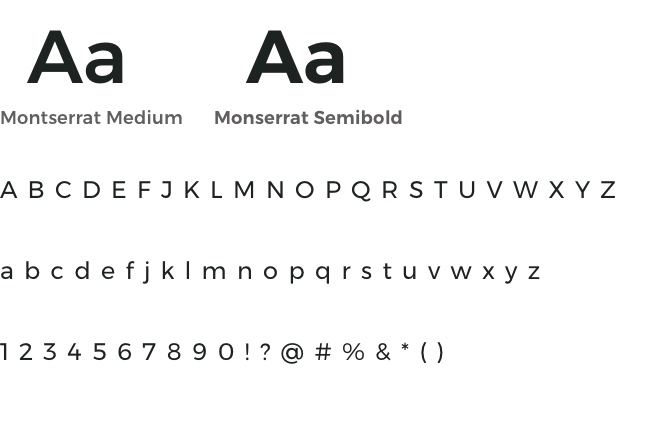 Aa Aa
Montserrat Medium Monserrat Semibold
A B C D E F J K L M N O P Q R S T U V W X Y Z
a b c d e f j k l m n o p q r s t u v w x y z
1 2 3 4 5 6 7 8 9 0 ! ? @ # % & * ( )